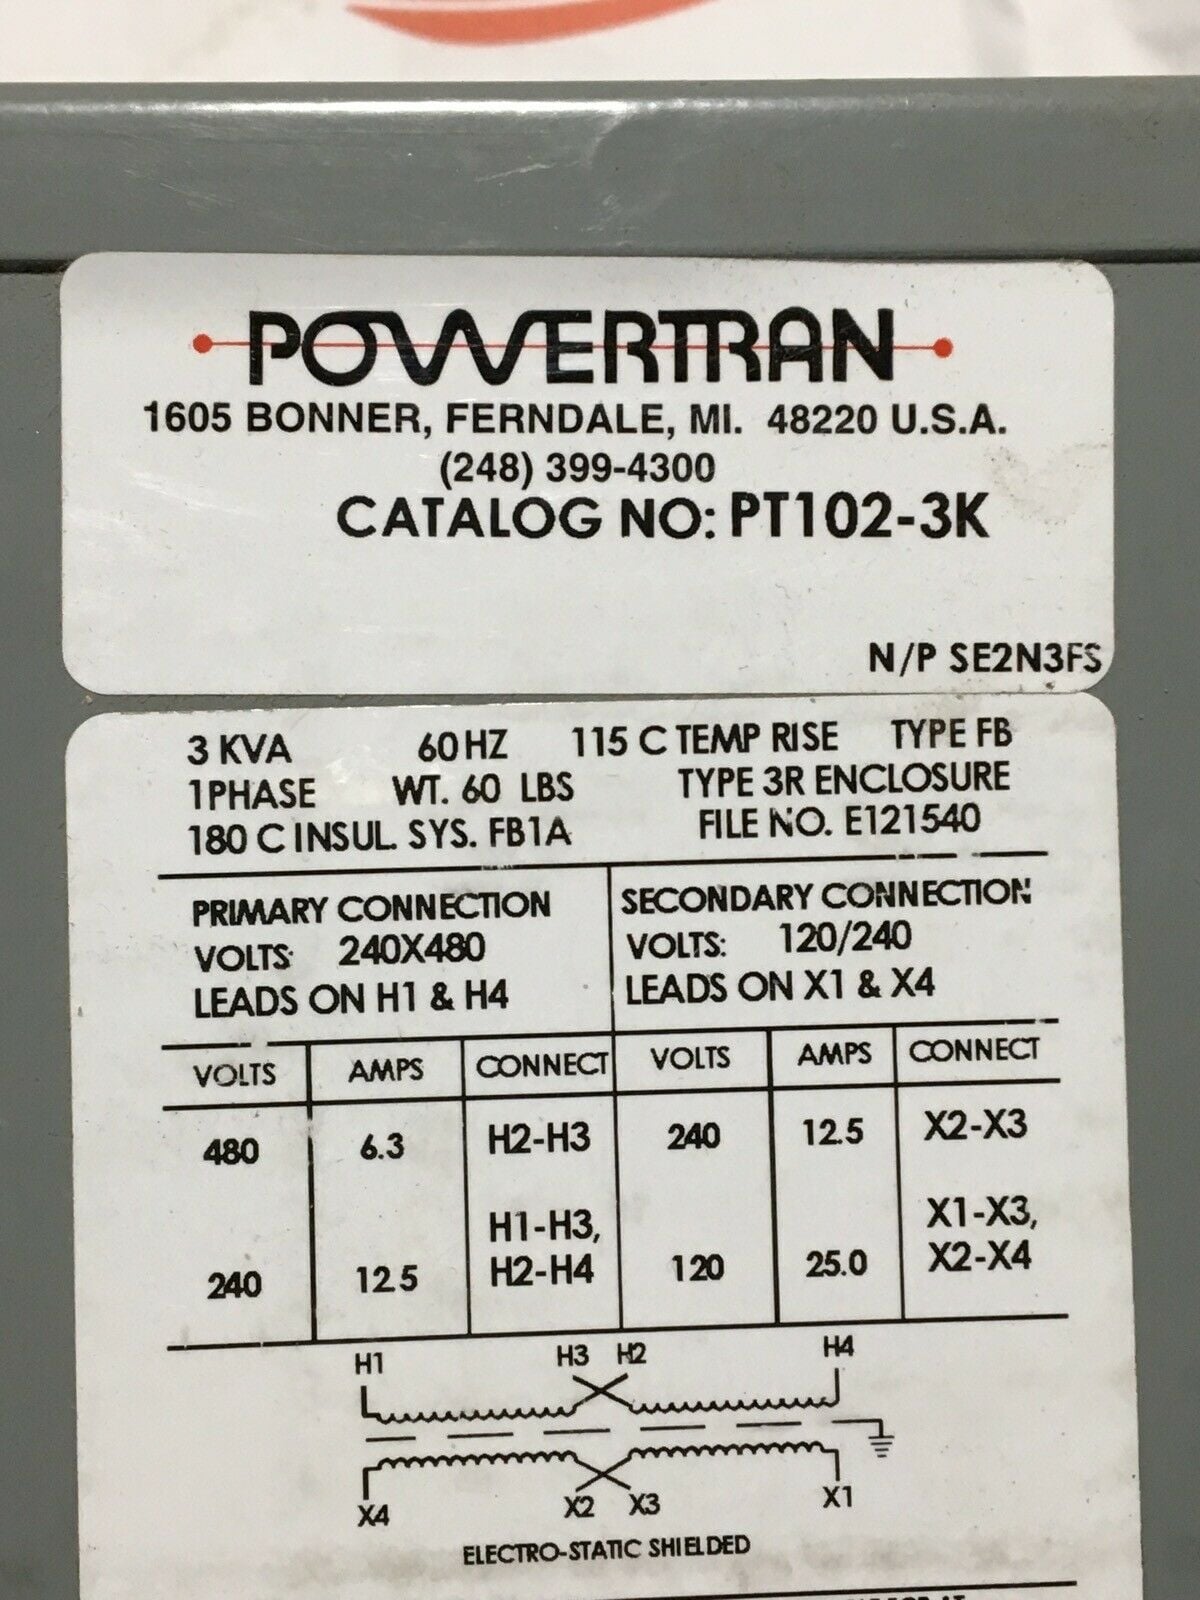 POWERTRAN
1605 BONNER, FERNDALE, MI. 48220 U.S.A.
(248) 399-4300
CATALOG NO: PT102-3K
N/P SE2N3FS
3 KVA 60HZ 115 C TEMP RISE TYPE FB
1PHASE WT. 60 LBS TYPE 3R ENCLOSURE
180 C INSUL. SYS. FB1A FILE NO. E121540
PRIMARY CONNECTION SECONDARY CONNECTION
VOLTS: 240X480 VOLTS: 120/240
LEADS ON H1 & H4 LEADS ON X1 & X4
VOLTS AMPS CONNECT VOLTS AMPS CONNECT
480 6.3 H2-H3 240 12.5 X2-X3
H1-H3, X1-X3,
240 12.5 H2-H4 120 25.0 X2-X4
H1 H3 H2 H4
X4 X2 X3 X1
ELECTRO-STATIC SHIELDED